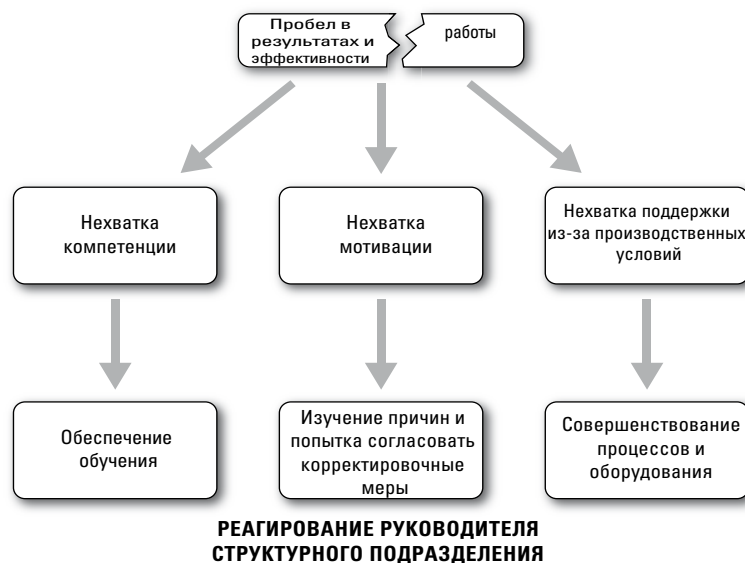 Пробел в
результатах и
эффективности
работы
Нехватка
компетенции
Нехватка
мотивации
Нехватка поддержки
из-за производственных
условий
Обеспечение
обучения
Изучение причин и
попытка согласовать
корректировочные
меры
Совершенствование
процессов и
оборудования
РЕАГИРОВАНИЕ РУКОВОДИТЕЛЯ
СТРУКТУРНОГО ПОДРАЗДЕЛЕНИЯ